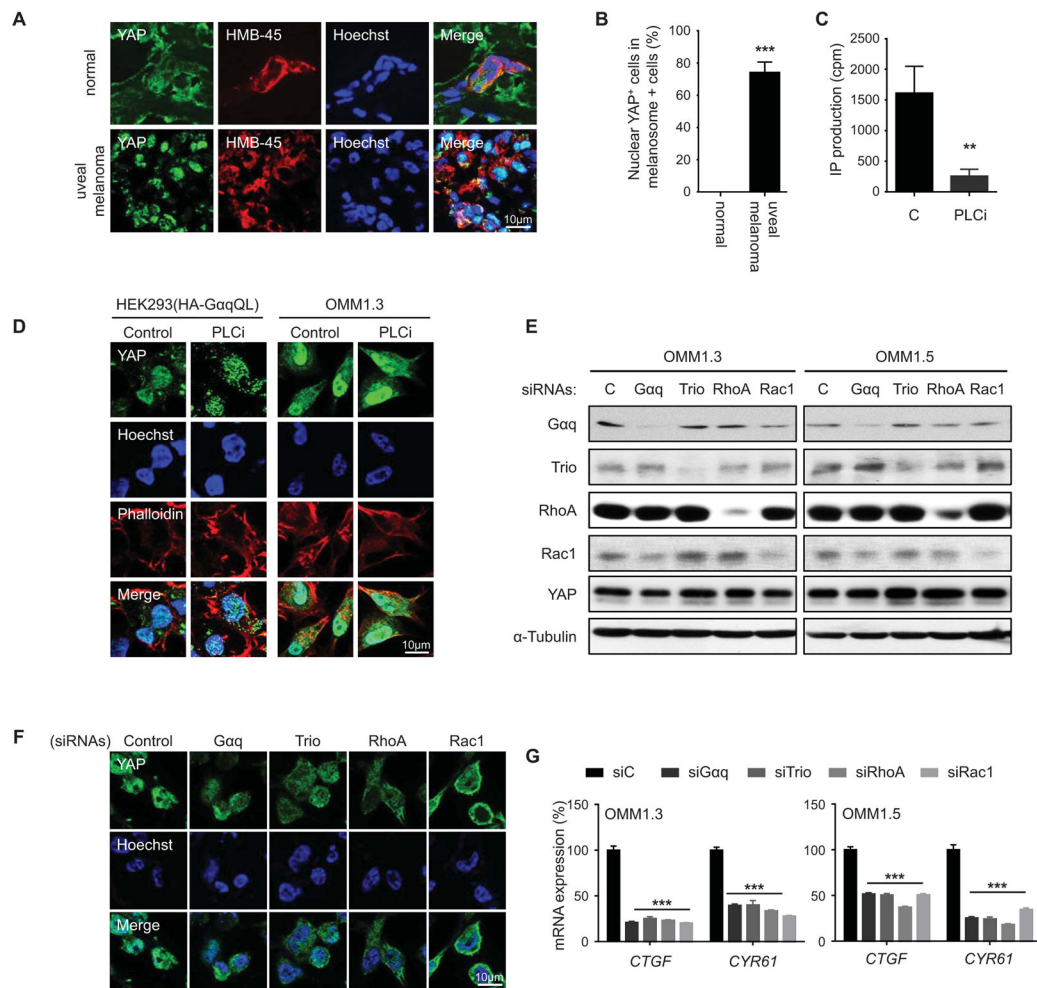 A
normal
YAP
HMB-45
Hoechst
Merge
uveal
melanoma
YAP
HMB-45
Hoechst
Merge
10μm
B
Nuclear YAP+ cells in
melanosome + cells (%)
100
80
60
40
20
0
***
normal
uveal
melanoma
C
IP production (cpm)
2500
2000
1500
1000
500
0
**
C
PLCi
D
HEK293(HA-GαqQL)
OMM1.3
Control
PLCi
Control
PLCi
YAP
Hoechst
Phalloidin
Merge
10μm
E
OMM1.3
OMM1.5
siRNAs:
C
Gαq
Trio
RhoA
Rac1
C
Gαq
Trio
RhoA
Rac1
Gαq
Trio
RhoA
Rac1
YAP
α-Tubulin
F
(siRNAs)
Control
Gαq
Trio
RhoA
Rac1
YAP
Hoechst
Merge
10μm
G
siC
siGαq
siTrio
siRhoA
siRac1
mRNA expression (%)
OMM1.3
150
100
50
0
***
***
CTGF
CYR61
OMM1.5
150
100
50
0
***
***
CTGF
CYR61